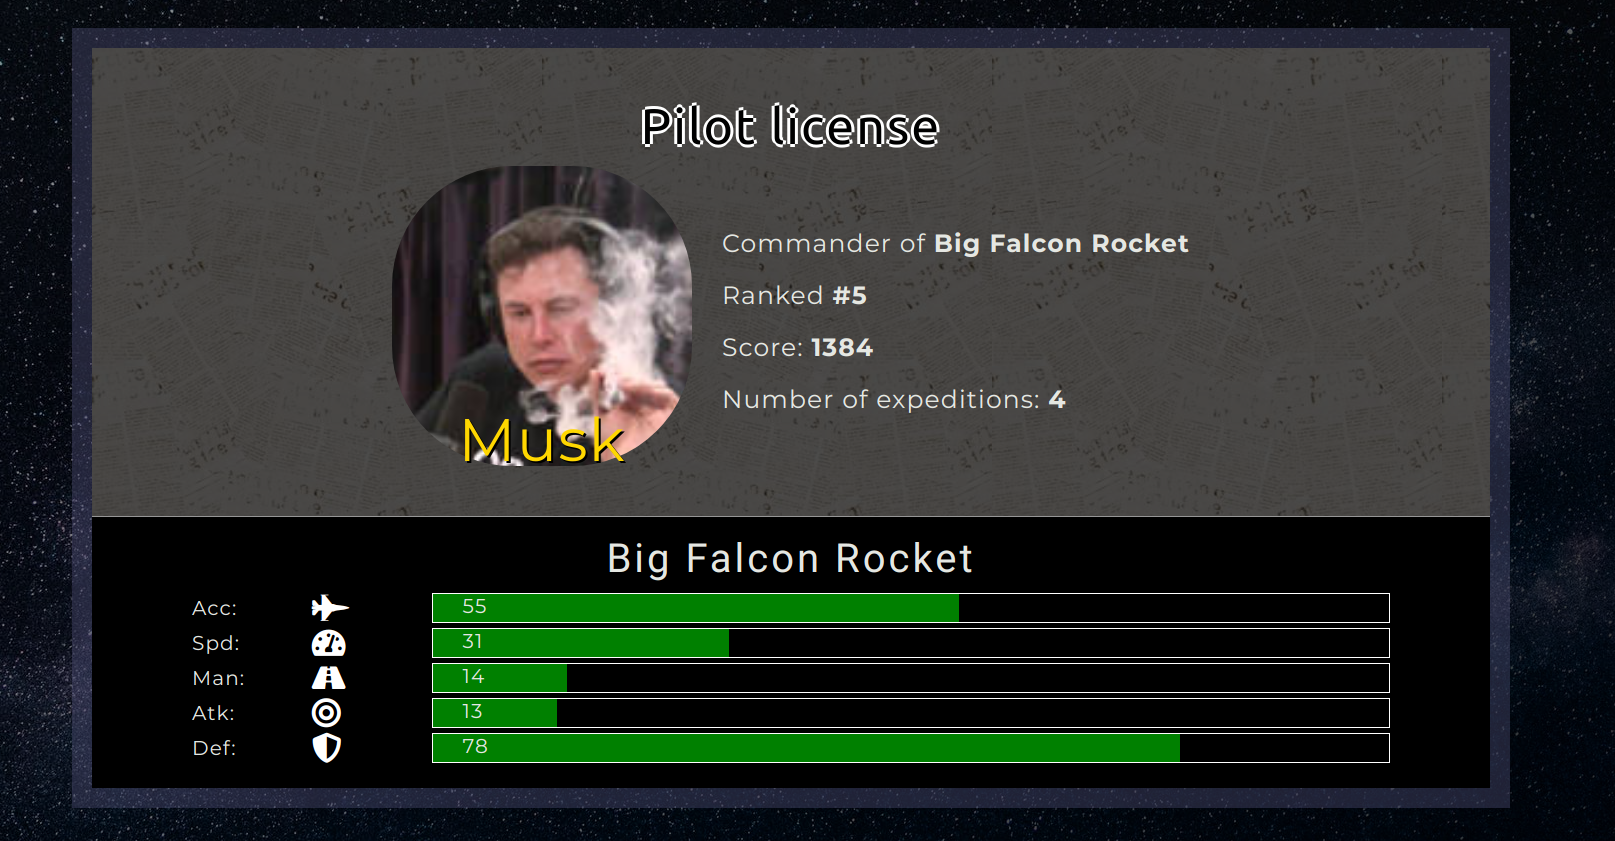 Pilot license
Musk
Commander of Big Falcon Rocket
Ranked #5
Score: 1384
Number of expeditions: 4
Big Falcon Rocket
Acc: 55
Spd: 31
Man: 14
Atk: 13
Def: 78